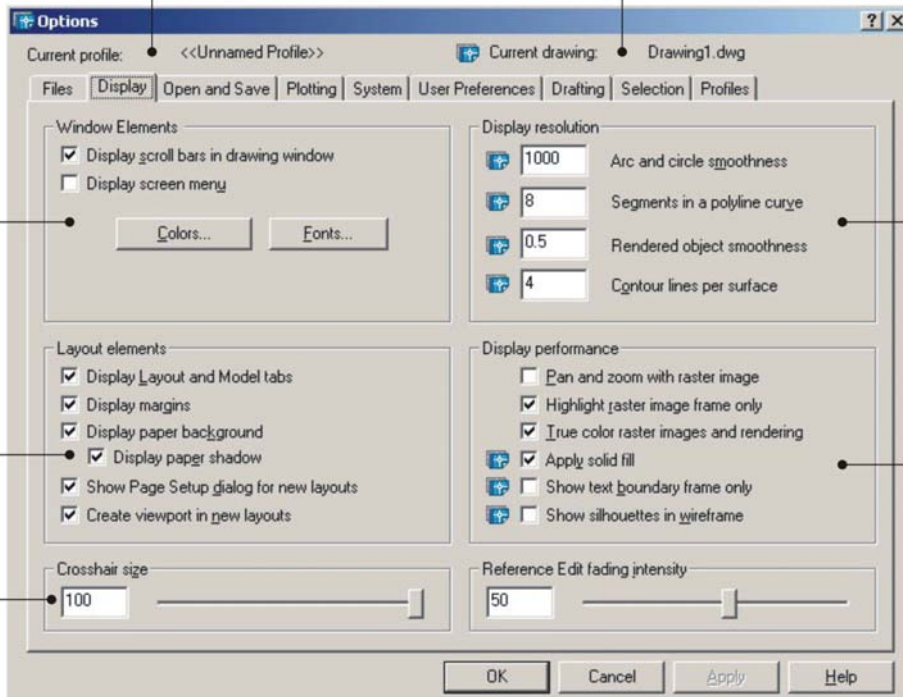 Options
Current profile: <<Unnamed Profile>> Current drawing: Drawing1.dwg
Files Display Open and Save Plotting System User Preferences Drafting Selection Profiles
Window Elements
Display scroll bars in drawing window
Display screen menu
Colors... Fonts...
Display resolution
1000 Arc and circle smoothness
8 Segments in a polyline curve
0.5 Rendered object smoothness
4 Contour lines per surface
Layout elements
Display Layout and Model tabs
Display margins
Display paper background
Display paper shadow
Show Page Setup dialog for new layouts
Create viewport in new layouts
Display performance
Pan and zoom with raster image
Highlight raster image frame only
True color raster images and rendering
Apply solid fill
Show text boundary frame only
Show silhouettes in wireframe
Crosshair size
100
Reference Edit fading intensity
50
OK Cancel Apply Help